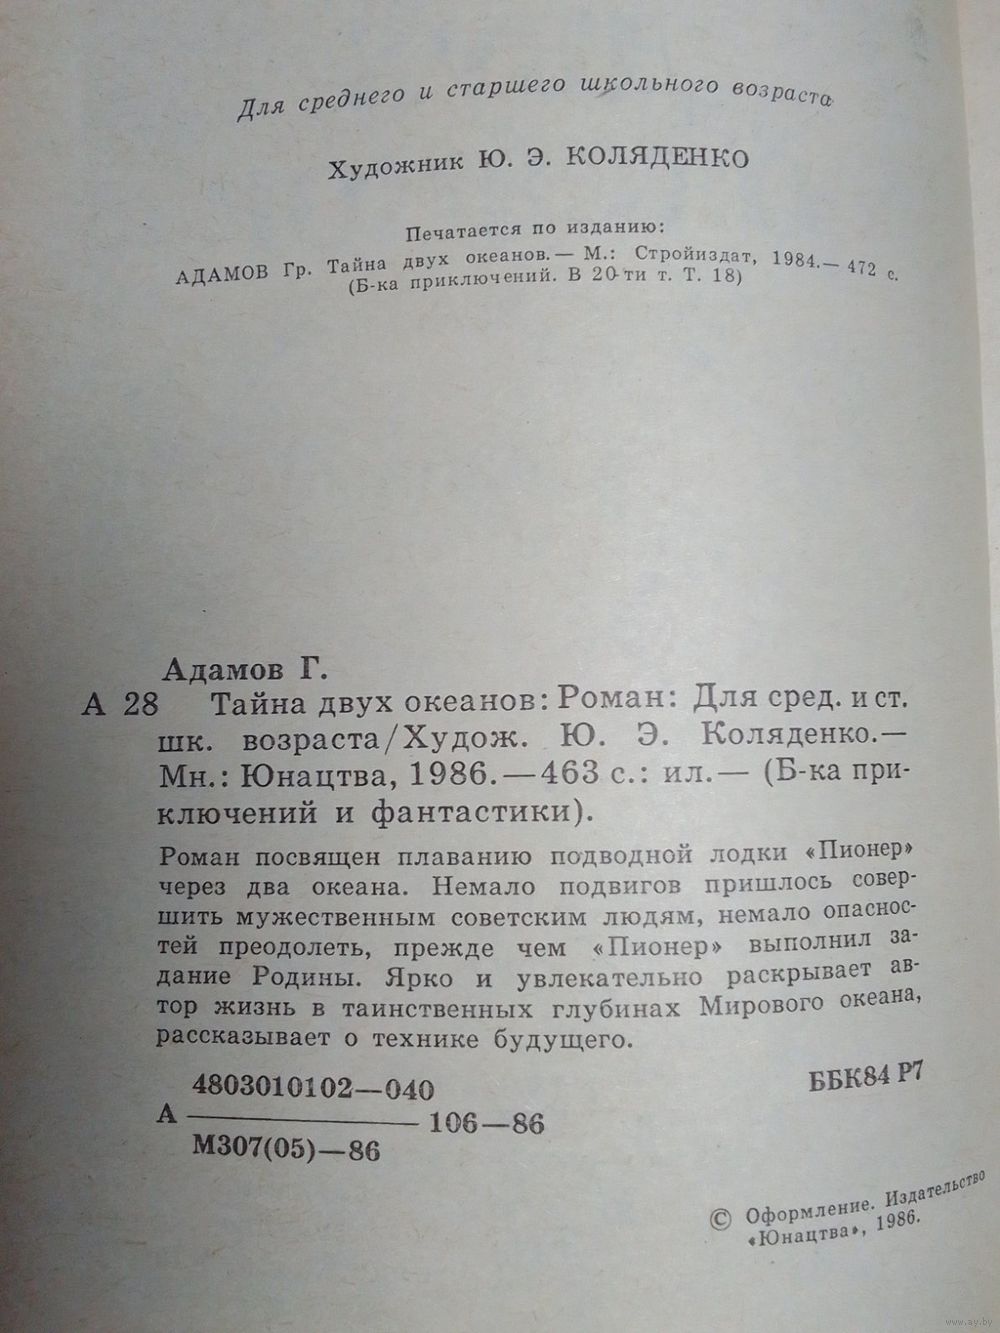 Для среднего и старшего школьного возраста
Художник Ю. Э. КОЛЯДЕНКО
Печатается по изданию:
АДАМОВ Гр. Тайна двух океанов.— М.: Стройиздат, 1984.— 472 с.
(Б-ка приключений. В 20-ти т. Т. 18)
Адамов Г.
А 28 Тайна двух океанов: Роман: Для сред. и ст.
шк. возраста/Худож. Ю. Э. Коляденко.—
Мн.: Юнацтва, 1986.—463 с.: ил.— (Б-ка при-
ключений и фантастики).
Роман посвящен плаванию подводной лодки «Пионер»
через два океана. Немало подвигов пришлось совер-
шить мужественным советским людям, немало опаснос-
тей преодолеть, прежде чем «Пионер» выполнил за-
дание Родины. Ярко и увлекательно раскрывает ав-
тор жизнь в таинственных глубинах Мирового океана,
рассказывает о технике будущего.
4803010102—040
А ———— 106—86
М307(05)—86
ББК84 Р7
© Оформление. Издательство
«Юнацтва», 1986.
www.ay.by